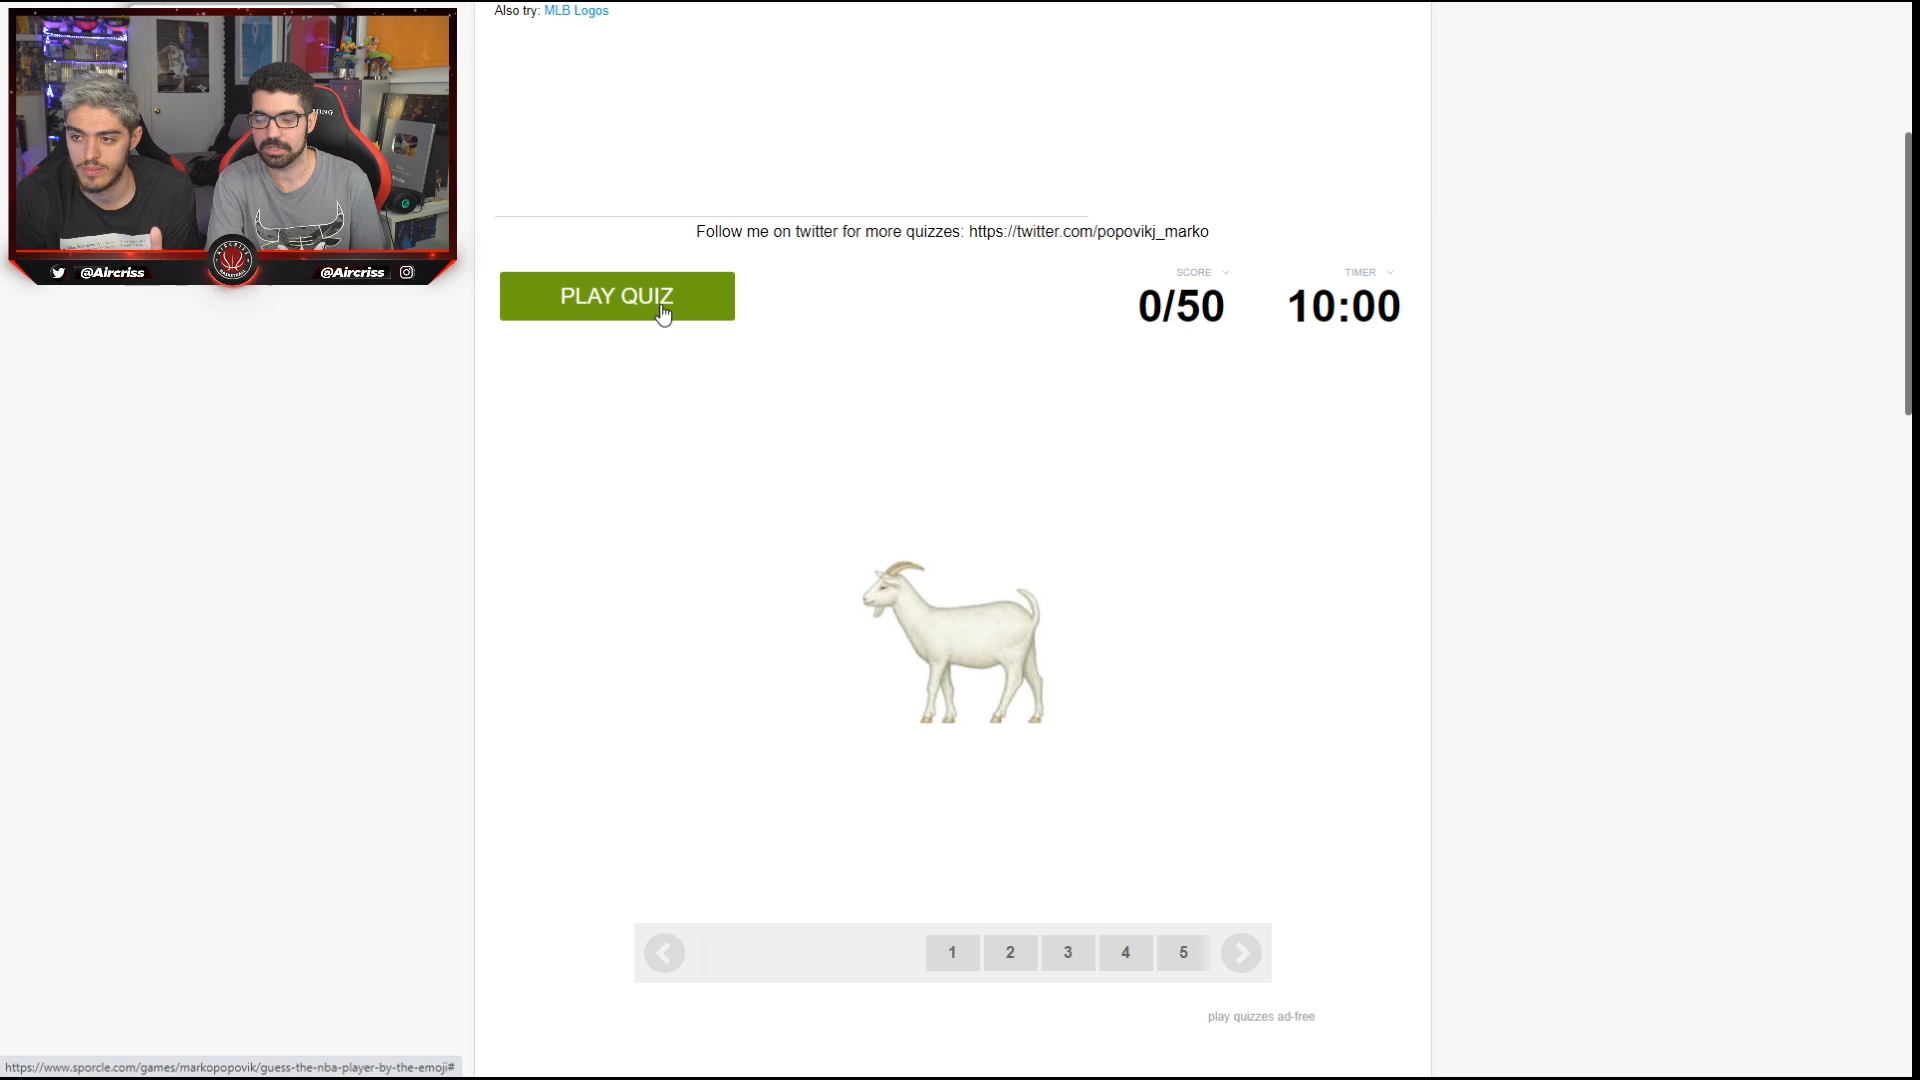 Also try: MLB Logos
Follow me on twitter for more quizzes: https://twitter.com/popovikj_marko
@Aircriss
AIRCRISS
BASKETBALL
@Aircriss
PLAY QUIZ
SCORE
TIMER
0/50
10:00
1 2 3 4 5
play quizzes ad-free
https://www.sporcle.com/games/markopopovik/guess-the-nba-player-by-the-emoji#